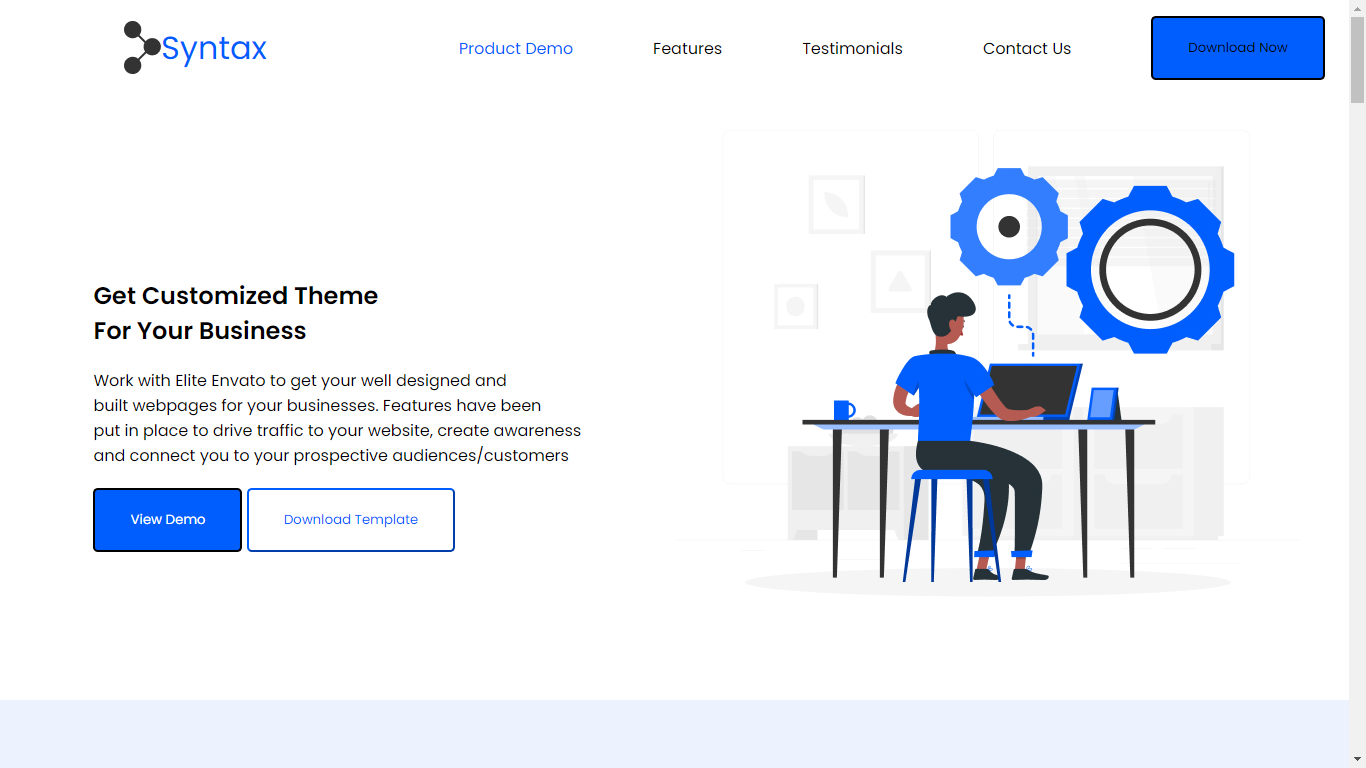 Syntax
Product Demo
Features
Testimonials
Contact Us
Download Now
Get Customized Theme
For Your Business
Work with Elite Envato to get your well designed and
built webpages for your businesses. Features have been
put in place to drive traffic to your website, create awareness
and connect you to your prospective audiences/customers
View Demo
Download Template